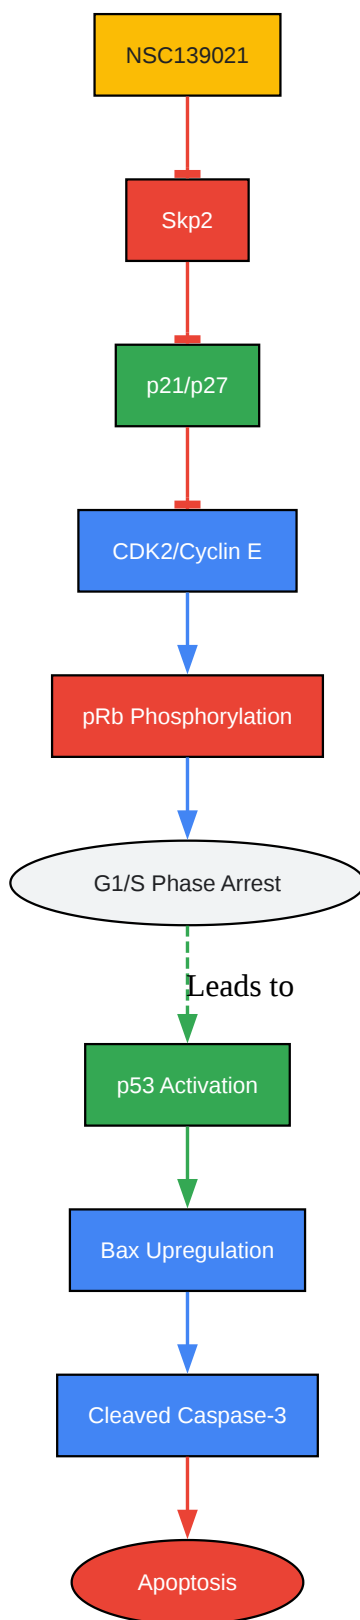 NSC139021
Skp2
p21/p27
CDK2/Cyclin E
pRb Phosphorylation
G1/S Phase Arrest
Leads to
p53 Activation
Bax Upregulation
Cleaved Caspase-3
Apoptosis